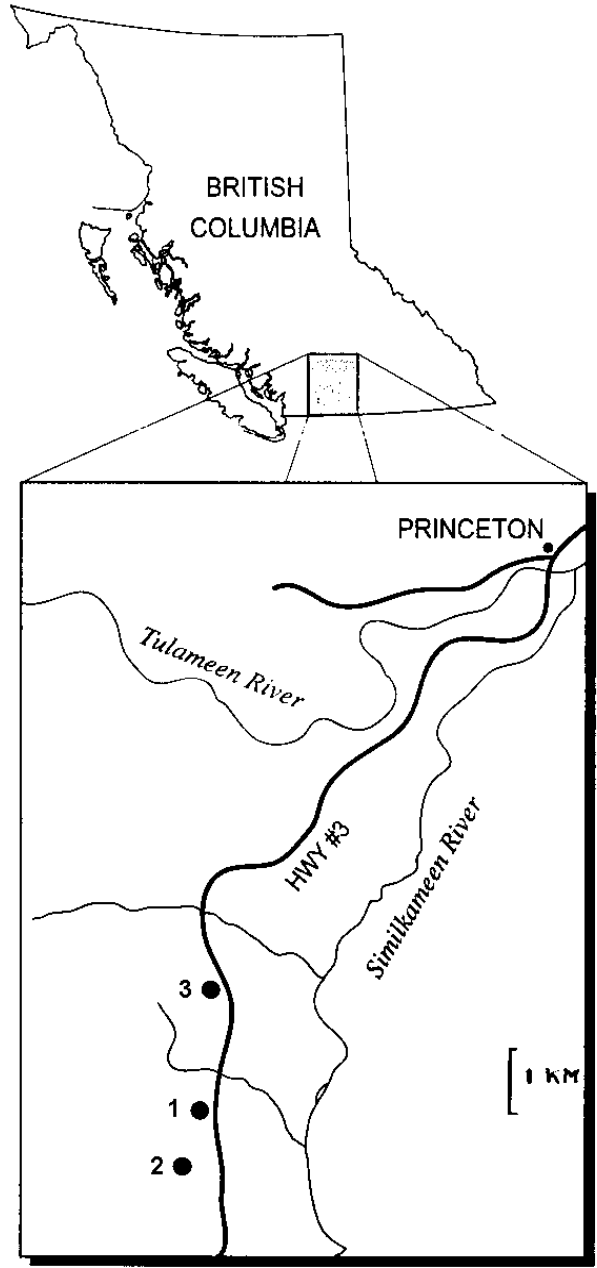 BRITISH
COLUMBIA
PRINCETON
Tulameen River
HWY #3
Similkameen River
3
1 KM
1
2